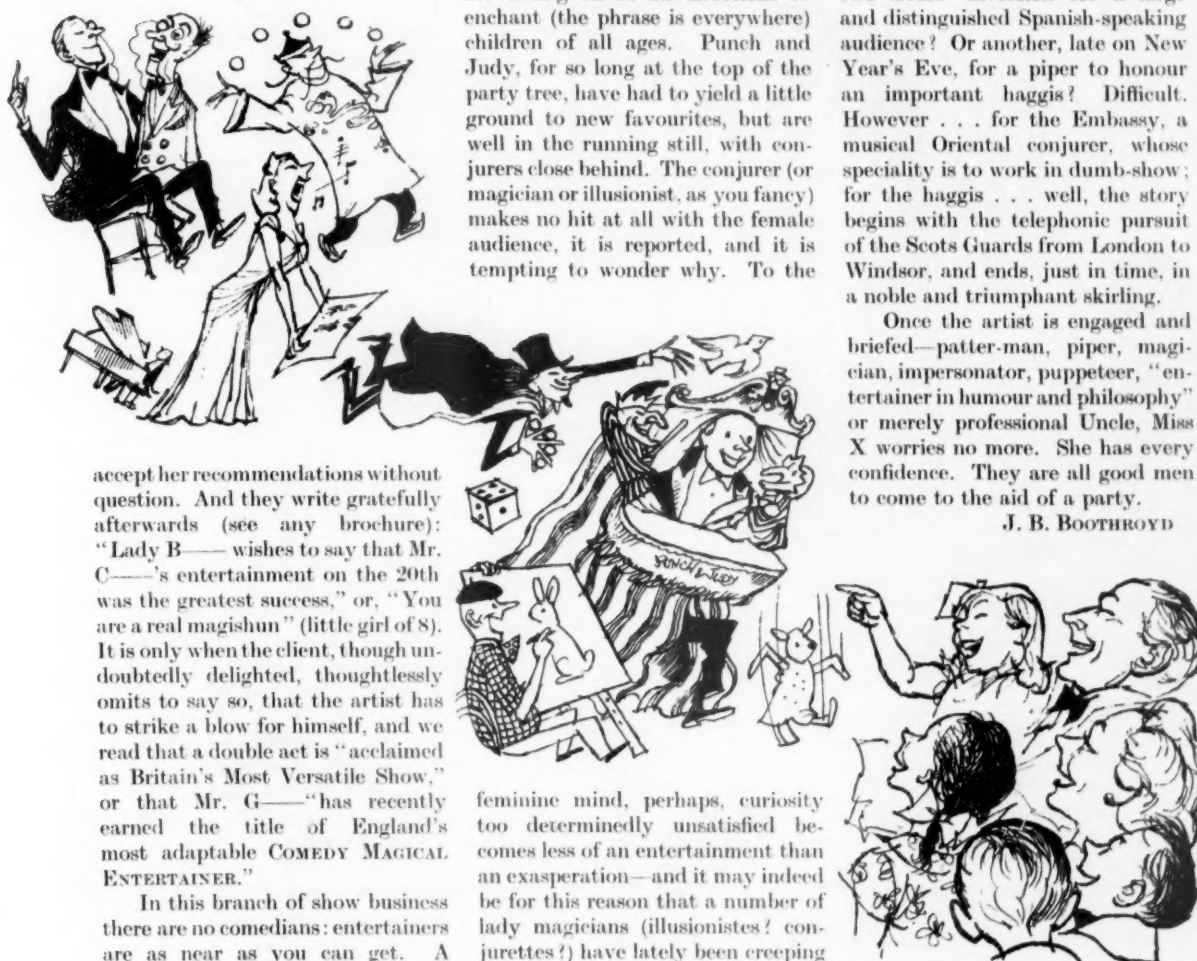 accept her recommendations without
question. And they write gratefully
afterwards (see any brochure):
"Lady B—— wishes to say that Mr.
C——'s entertainment on the 20th
was the greatest success," or, "You
are a real magishun" (little girl of 8).
It is only when the client, though un-
doubtedly delighted, thoughtlessly
omits to say so, that the artist has
to strike a blow for himself, and we
read that a double act is "acclaimed
as Britain's Most Versatile Show,"
or that Mr. G——"has recently
earned the title of England's
most adaptable COMEDY MAGICAL
ENTERTAINER."
In this branch of show business
there are no comedians: entertainers
are as near as you can get. A
enchant (the phrase is everywhere)
children of all ages. Punch and
Judy, for so long at the top of the
party tree, have had to yield a little
ground to new favourites, but are
well in the running still, with con-
jurers close behind. The conjurer (or
magician or illusionist, as you fancy)
makes no hit at all with the female
audience, it is reported, and it is
tempting to wonder why. To the
PUNCH & JUDY
feminine mind, perhaps, curiosity
too determinedly unsatisfied be-
comes less of an entertainment than
an exasperation—and it may indeed
be for this reason that a number of
lady magicians (illusionistes? con-
jurettes?) have lately been creeping
and distinguished Spanish-speaking
audience? Or another, late on New
Year's Eve, for a piper to honour
an important haggis? Difficult.
However . . . for the Embassy, a
musical Oriental conjurer, whose
speciality is to work in dumb-show;
for the haggis . . . well, the story
begins with the telephonic pursuit
of the Scots Guards from London to
Windsor, and ends, just in time, in
a noble and triumphant skirling.
Once the artist is engaged and
briefed—patter-man, piper, magi-
cian, impersonator, puppeteer, "en-
tertainer in humour and philosophy"
or merely professional Uncle, Miss
X worries no more. She has every
confidence. They are all good men
to come to the aid of a party.
J. B. BOOTHROYD